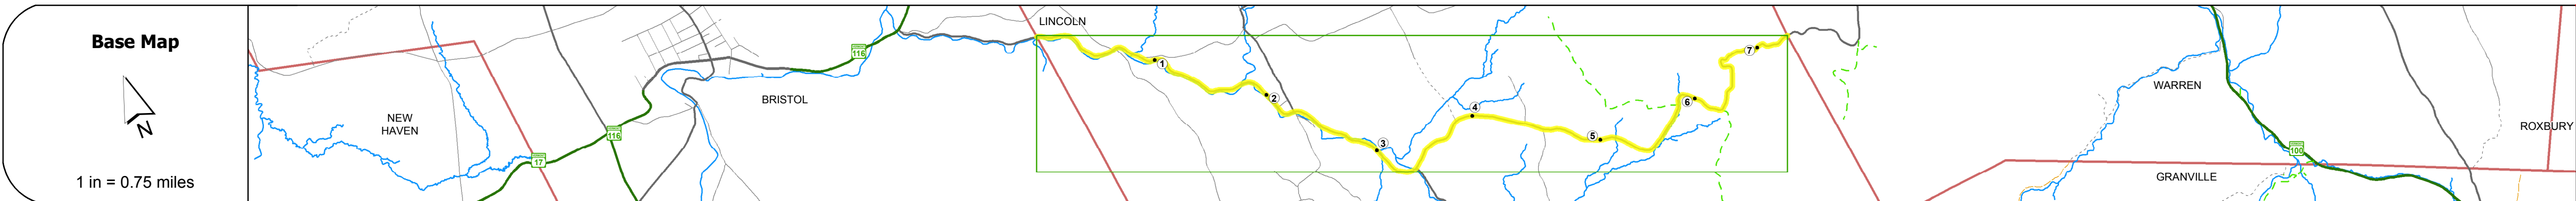 Base Map
N
1 in = 0.75 miles
NEW
HAVEN
17
116
BRISTOL
116
LINCOLN
1
2
3
4
5
6
7
WARREN
GRANVILLE
100
ROXBURY